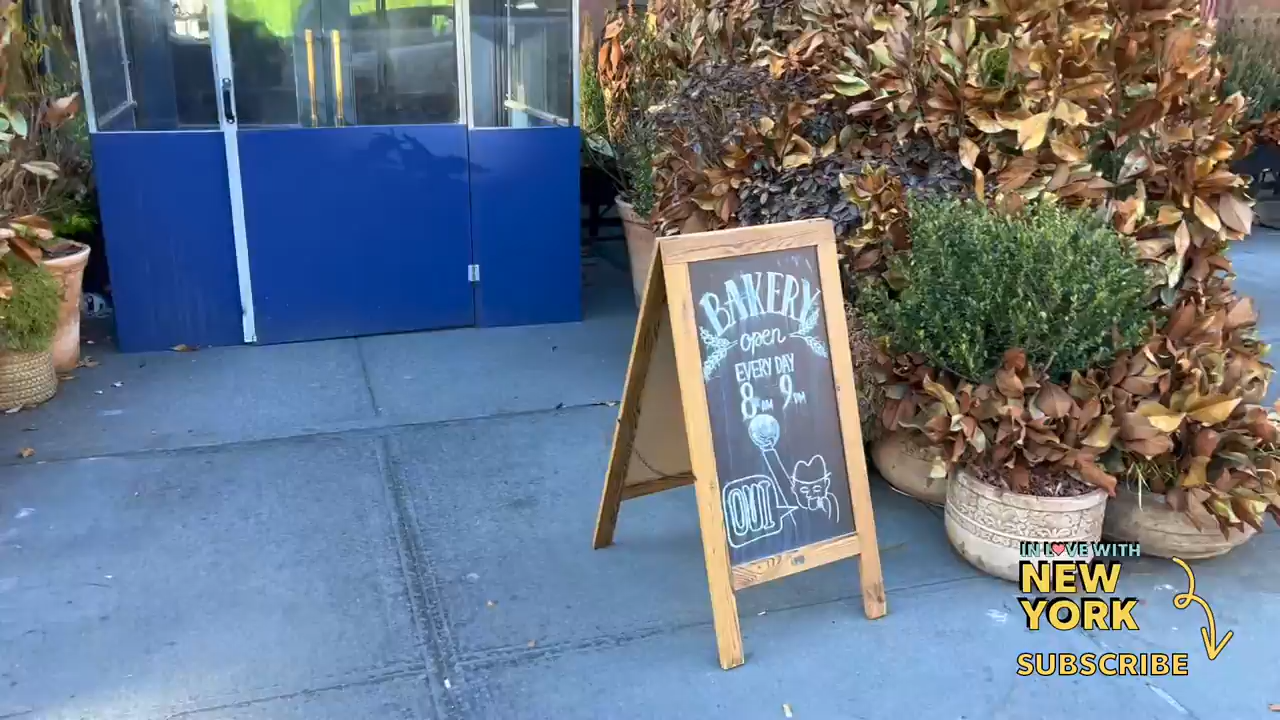 BAKERY
open
EVERY DAY
8AM 9PM
OUI
IN LOVE WITH
NEW
YORK
SUBSCRIBE